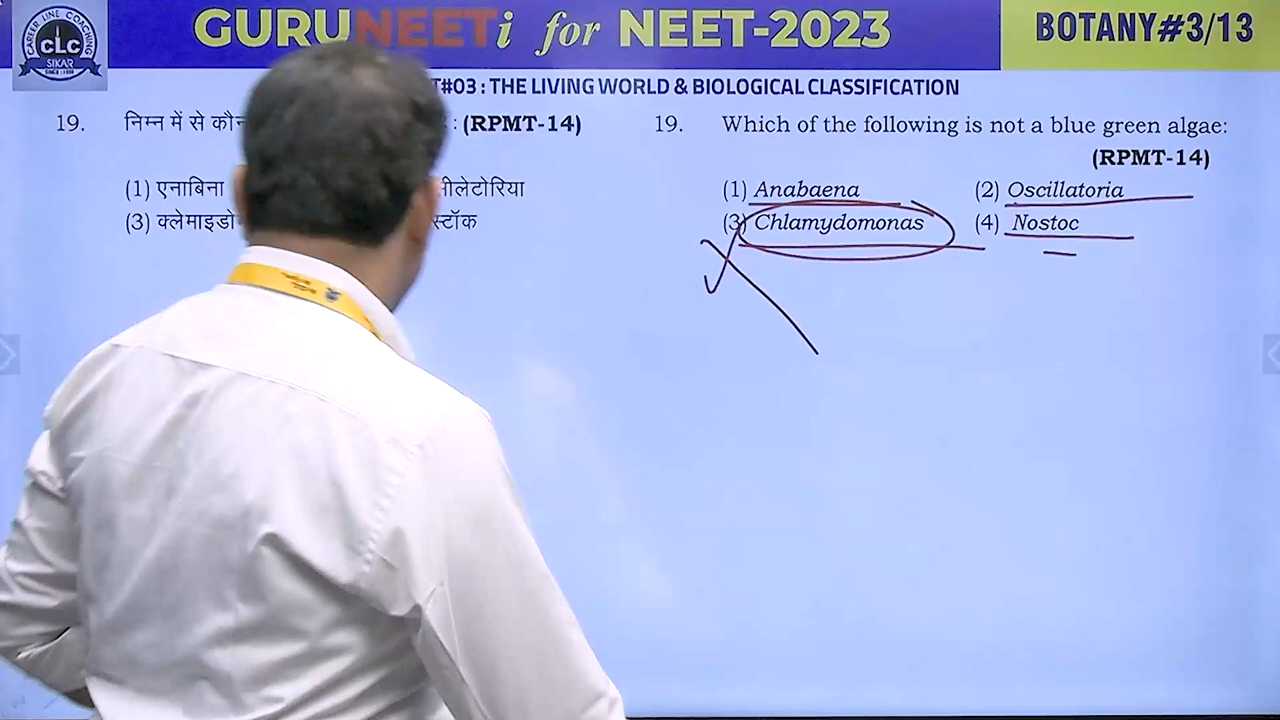 GURUNEETi for NEET-2023
BOTANY#3/13
CAREER LINE COACHING
CLC
SIKAR
SINCE : 1996
T#03 : THE LIVING WORLD & BIOLOGICAL CLASSIFICATION
19. निम्न में से : (RPMT-14)
(1) एनाबिना
(3)
स्टॉक
19. Which of the following is not a blue green algae:
(RPMT-14)
(1) Anabaena (2) Oscillatoria
(3) Chlamydomonas (4) Nostoc